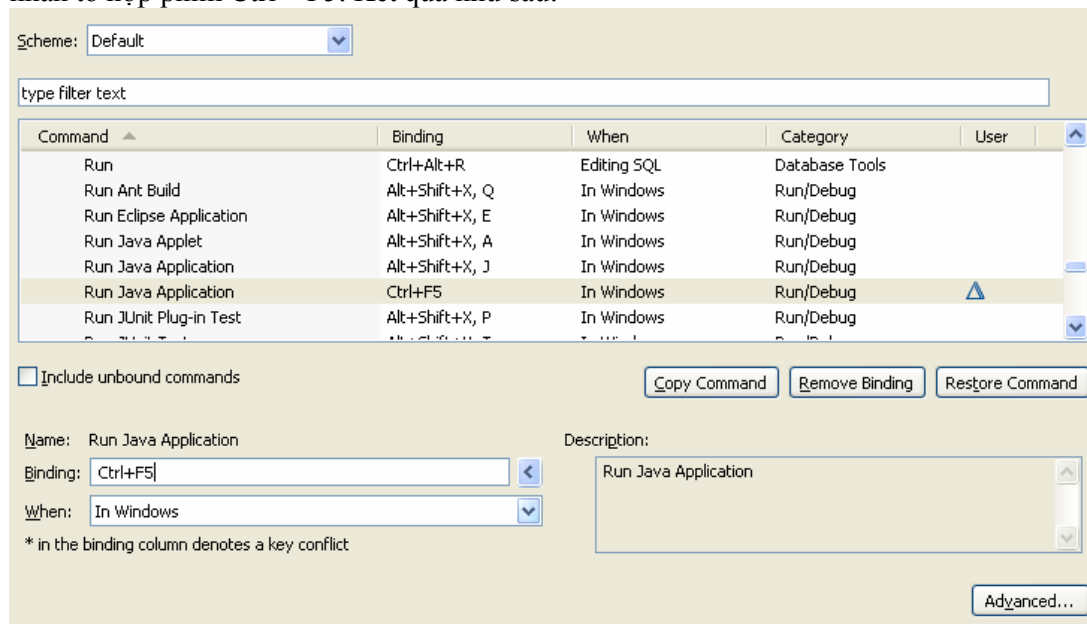 Scheme: Default
type filter text
Command Binding When Category User
Run Ctrl+Alt+R Editing SQL Database Tools
Run Ant Build Alt+Shift+X, Q In Windows Run/Debug
Run Eclipse Application Alt+Shift+X, E In Windows Run/Debug
Run Java Applet Alt+Shift+X, A In Windows Run/Debug
Run Java Application Alt+Shift+X, J In Windows Run/Debug
Run Java Application Ctrl+F5 In Windows Run/Debug
Run JUnit Plug-in Test Alt+Shift+X, P In Windows Run/Debug
Include unbound commands Copy Command Remove Binding Restore Command
Name: Run Java Application Description:
Binding: Ctrl+F5 < Run Java Application
When: In Windows
* in the binding column denotes a key conflict
Advanced...